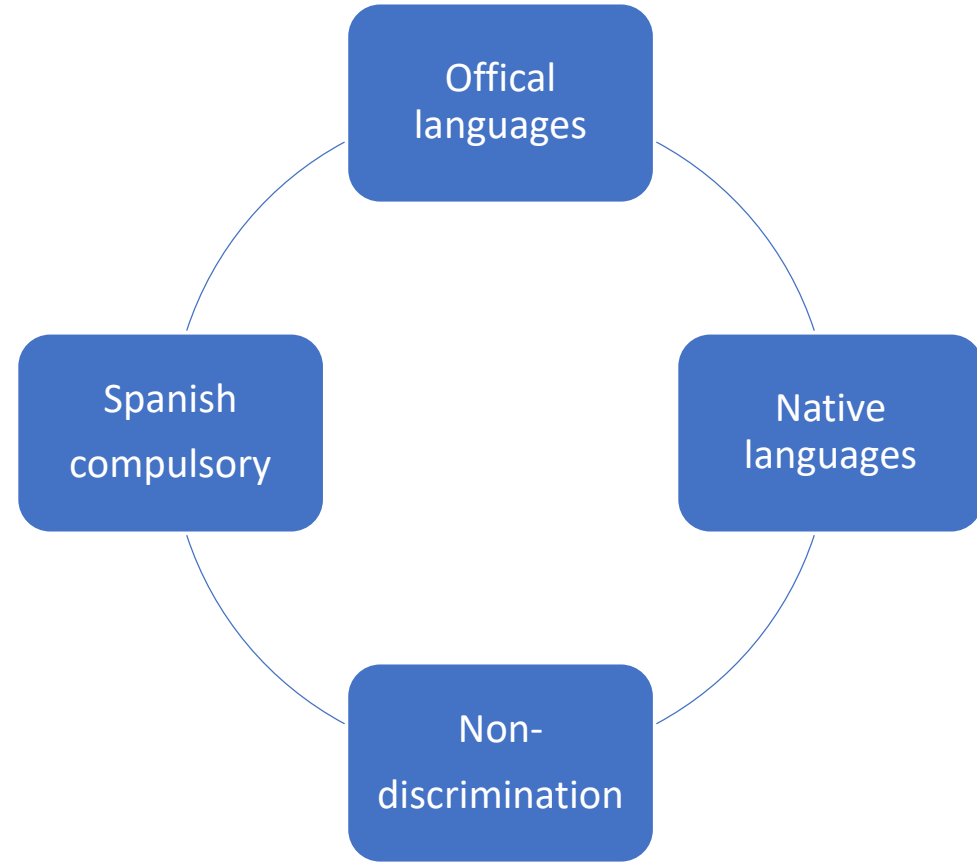 Offical
languages
Spanish
compulsory
Native
languages
Non-
discrimination